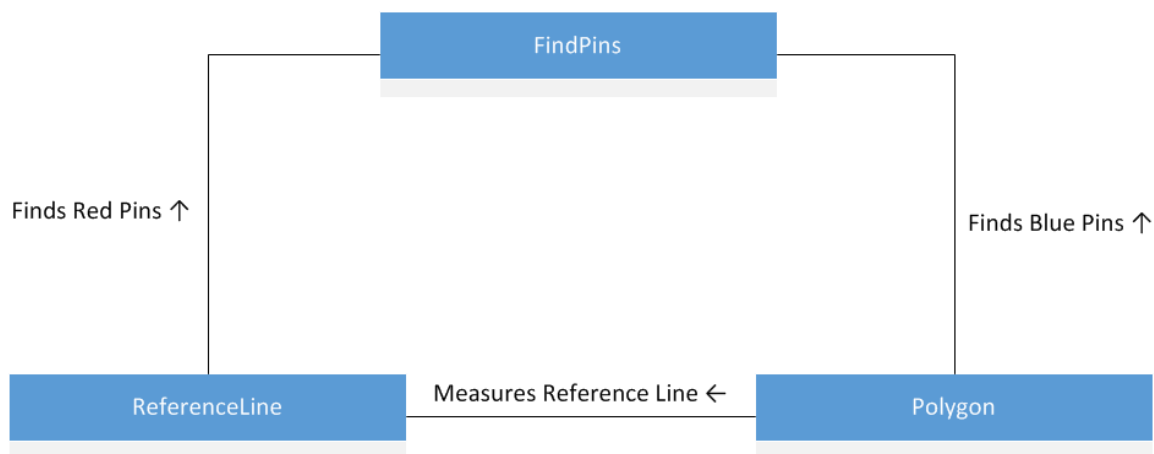 FindPins
Finds Red Pins ↑
Finds Blue Pins ↑
Measures Reference Line ←
ReferenceLine
Polygon